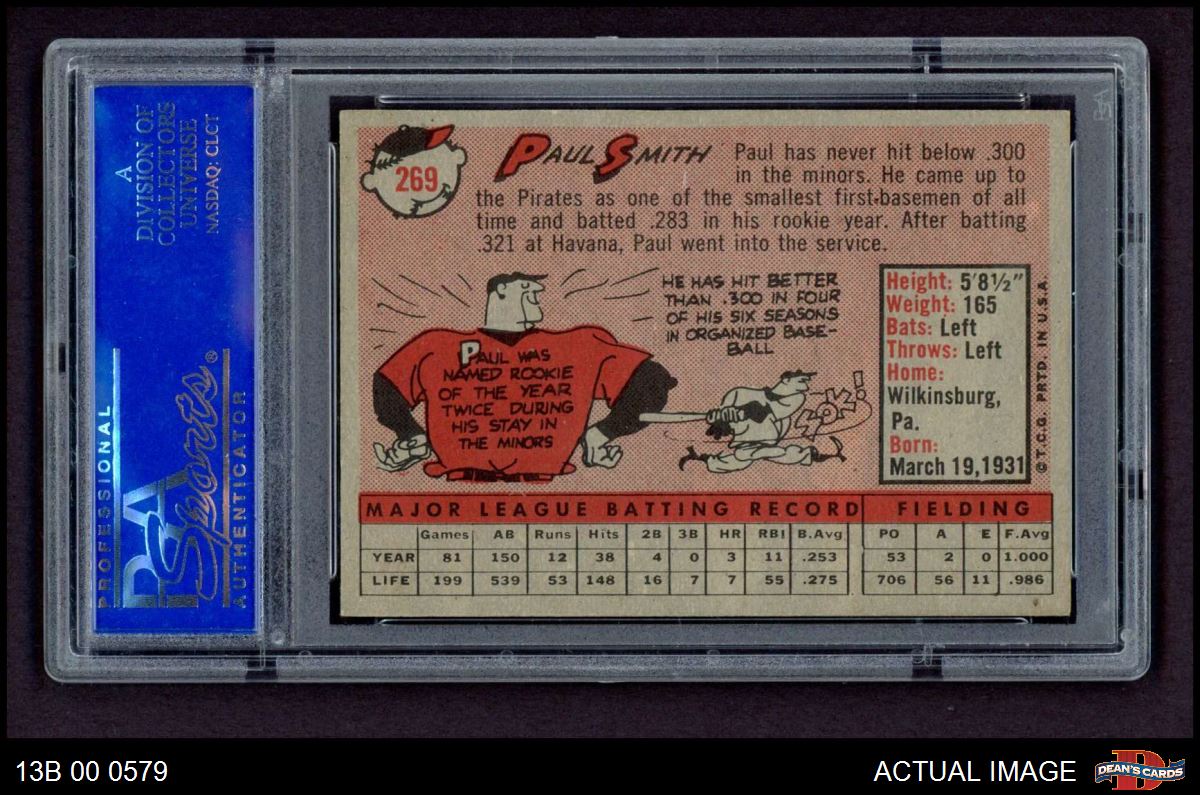 A
DIVISION OF
COLLECTORS
UNIVERSE
NASDAQ: CLCT
PROFESSIONAL
PSA
Sports®
AUTHENTICATOR
269
PAUL SMITH
Paul has never hit below .300
in the minors. He came up to
the Pirates as one of the smallest first-basemen of all
time and batted .283 in his rookie year. After batting
.321 at Havana, Paul went into the service.
HE HAS HIT BETTER
THAN .300 IN FOUR
OF HIS SIX SEASONS
IN ORGANIZED BASE-
BALL
PAUL WAS
NAMED ROOKIE
OF THE YEAR
TWICE DURING
HIS STAY IN
THE MINORS
WOW!
Height: 5'8½"
Weight: 165
Bats: Left
Throws: Left
Home:
Wilkinsburg,
Pa.
Born:
March 19, 1931
©T.C.G. PRTD. IN U.S.A.
MAJOR LEAGUE BATTING RECORD FIELDING
Games AB Runs Hits 2B 3B HR RBI B.Avg PO A E F.Avg
YEAR 81 150 12 38 4 0 3 11 .253 53 2 0 1.000
LIFE 199 539 53 148 16 7 7 55 .275 706 56 11 .986
13B 00 0579
ACTUAL IMAGE
DEAN'S CARDS